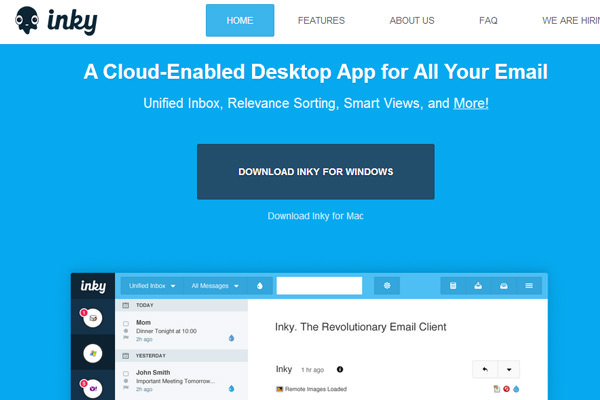 inky
HOME FEATURES ABOUT US FAQ WE ARE HIRIN
A Cloud-Enabled Desktop App for All Your Email
Unified Inbox, Relevance Sorting, Smart Views, and More!
DOWNLOAD INKY FOR WINDOWS
Download Inky for Mac
inky Unified Inbox All Messages
TODAY
Mom
Dinner Tonight at 10:00
2h ago
YESTERDAY
John Smith
Important Meeting Tomorrow...
2h ago
Inky. The Revolutionary Email Client
Inky 1 hr ago
Remote Images Loaded